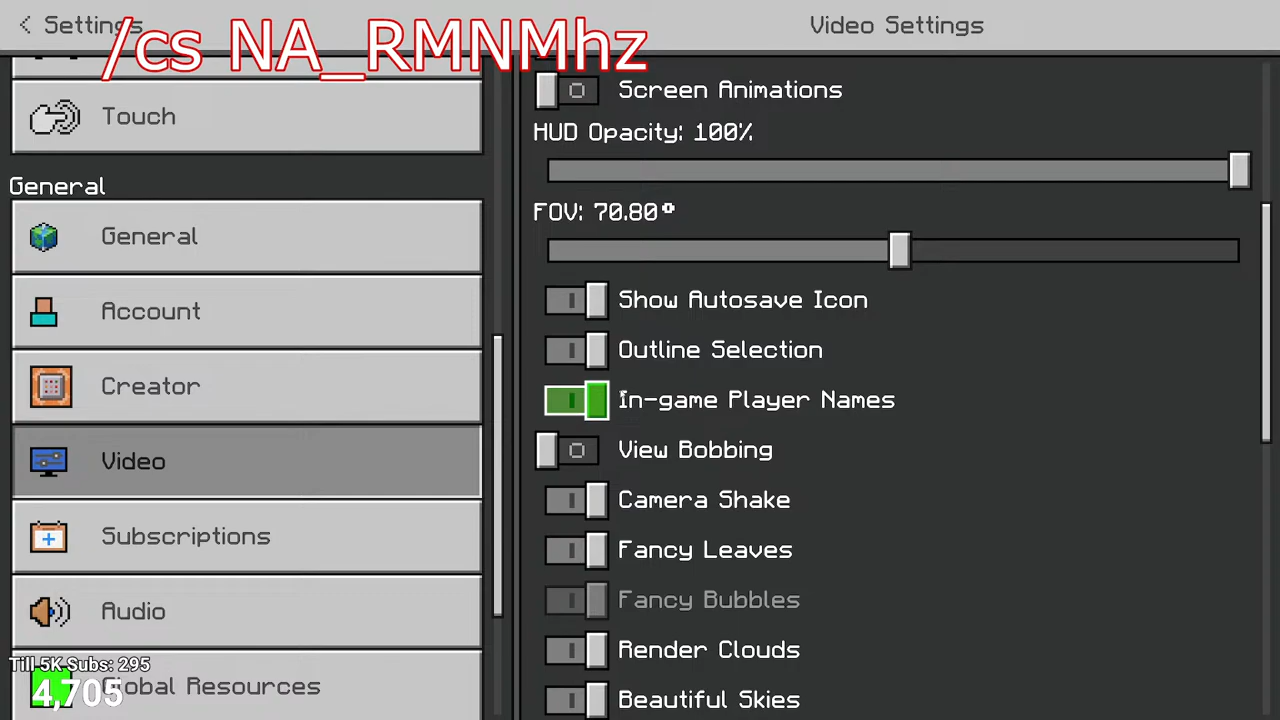 Settings
Video Settings
/cs NA_RMNMhz
Touch
General
General
Account
Creator
Video
Subscriptions
Audio
Global Resources
Till 5K Subs: 295
4,705
Screen Animations
HUD Opacity: 100%
FOV: 70.80°
Show Autosave Icon
Outline Selection
In-game Player Names
View Bobbing
Camera Shake
Fancy Leaves
Fancy Bubbles
Render Clouds
Beautiful Skies